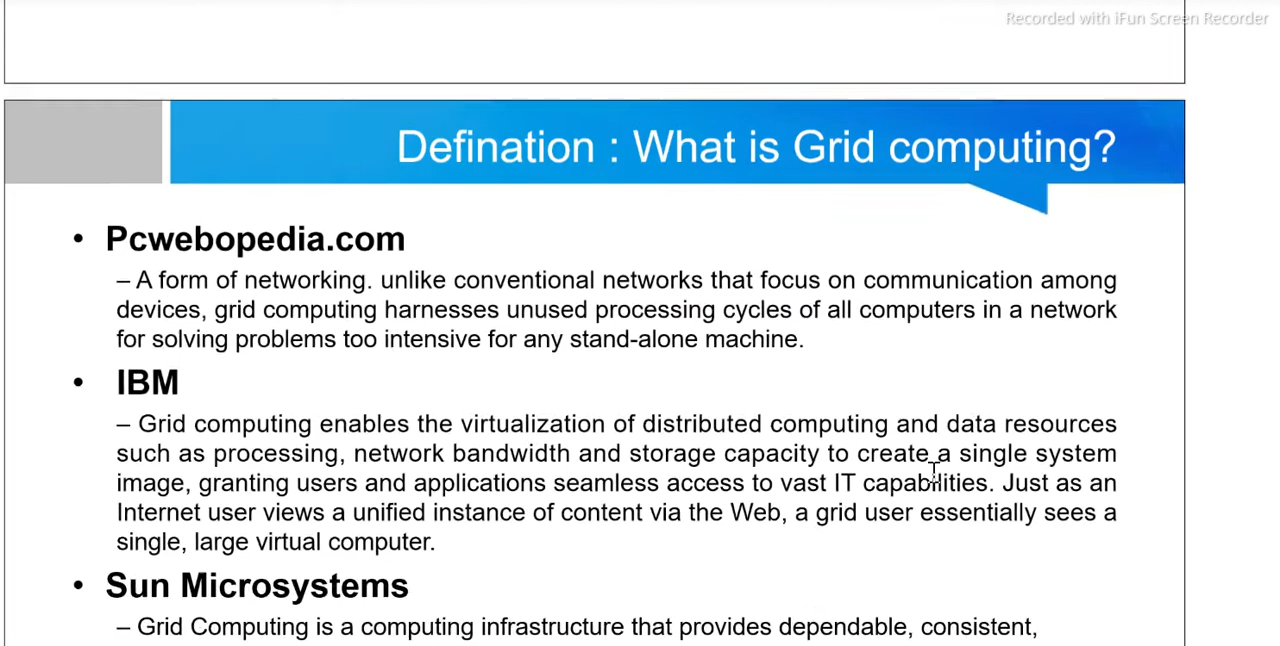 Recorded with iFun Screen Recorder
Defination : What is Grid computing?
• Pcwebopedia.com
– A form of networking. unlike conventional networks that focus on communication among
devices, grid computing harnesses unused processing cycles of all computers in a network
for solving problems too intensive for any stand-alone machine.
• IBM
– Grid computing enables the virtualization of distributed computing and data resources
such as processing, network bandwidth and storage capacity to create a single system
image, granting users and applications seamless access to vast IT capabilities. Just as an
Internet user views a unified instance of content via the Web, a grid user essentially sees a
single, large virtual computer.
• Sun Microsystems
– Grid Computing is a computing infrastructure that provides dependable, consistent,